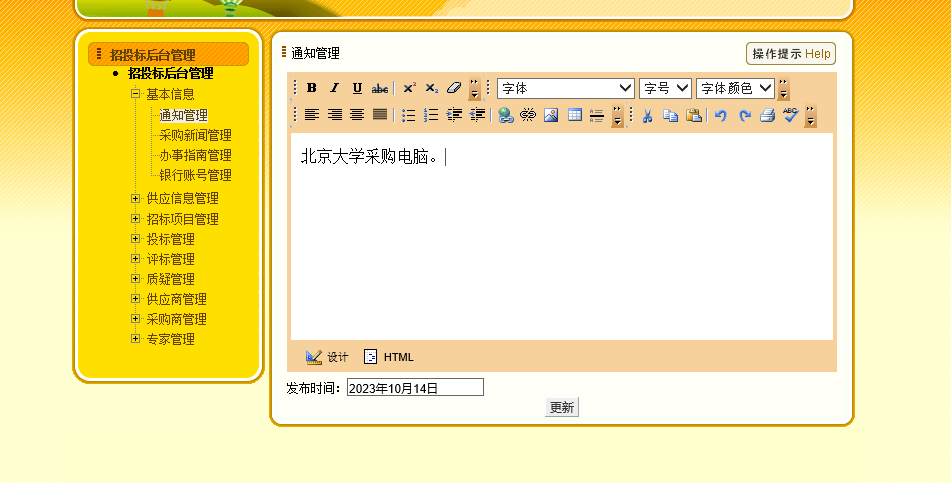 招投标后台管理
招投标后台管理
基本信息
通知管理
采购新闻管理
办事指南管理
银行账号管理
供应信息管理
招标项目管理
投标管理
评标管理
质疑管理
供应商管理
采购商管理
专家管理
通知管理
操作提示 Help
B I U abc x² x₂ 字体 字号 字体颜色
ABC
北京大学采购电脑。
设计 HTML
发布时间：2023年10月14日
更新